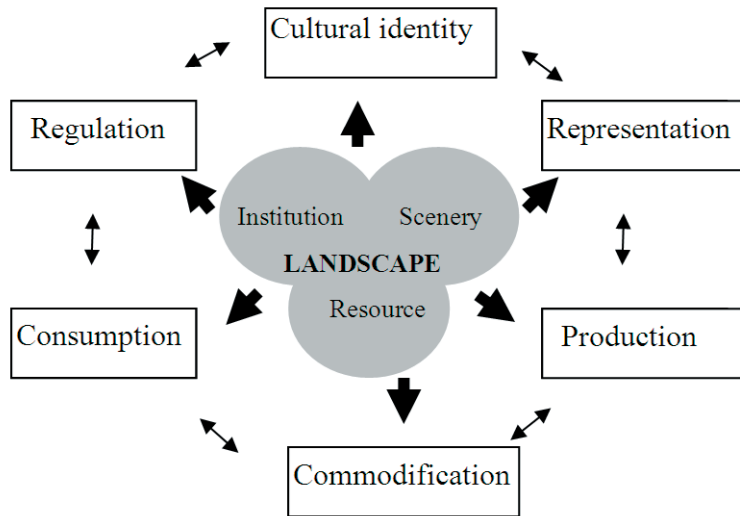 Cultural identity
Regulation
Representation
Institution
Scenery
LANDSCAPE
Resource
Consumption
Production
Commodification